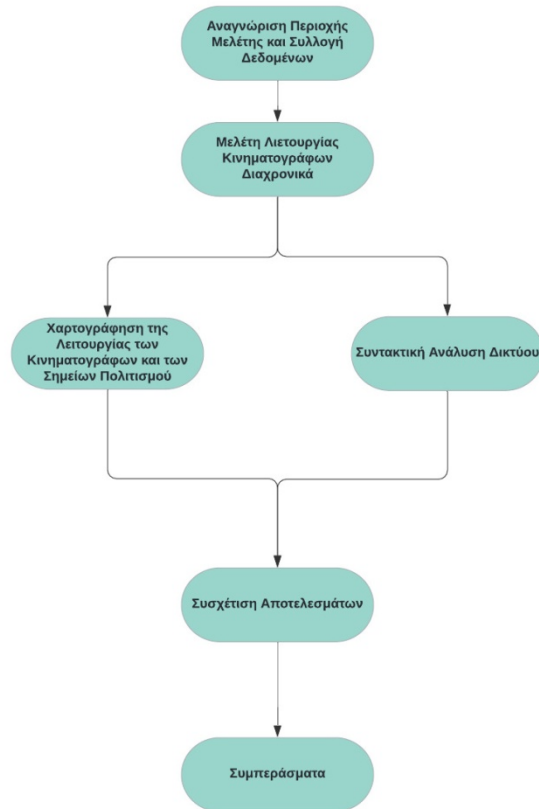 Αναγνώριση Περιοχής
Μελέτης και Συλλογή
Δεδομένων
Μελέτη Λιετουργίας
Κινηματογράφων
Διαχρονικά
Χαρτογράφηση της
Λειτουργίας των
Κινηματογράφων και των
Σημείων Πολιτισμού
Συντακτική Ανάλυση Δικτύου
Συσχέτιση Αποτελεσμάτων
Συμπεράσματα